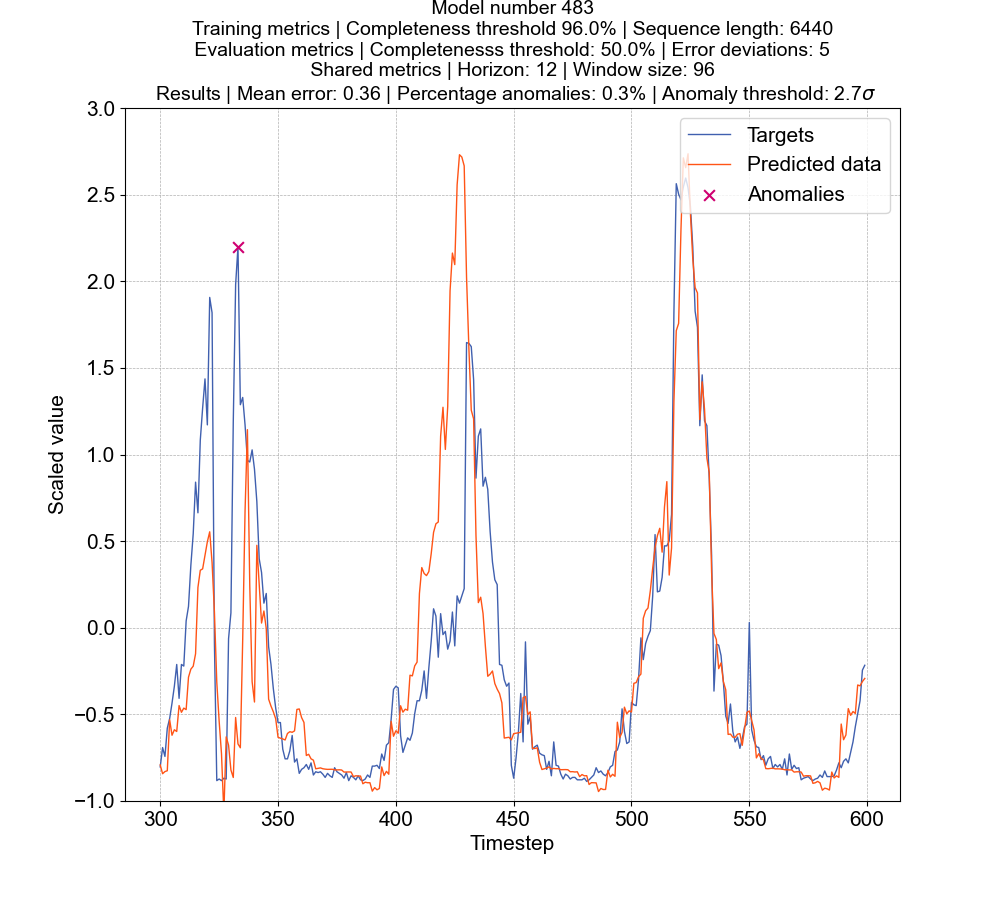 Model number 483
Training metrics | Completeness threshold 96.0% | Sequence length: 6440
Evaluation metrics | Completenesss threshold: 50.0% | Error deviations: 5
Shared metrics | Horizon: 12 | Window size: 96
Results | Mean error: 0.36 | Percentage anomalies: 0.3% | Anomaly threshold: 2.7σ
Targets
Predicted data
Anomalies
3.0
2.5
2.0
1.5
1.0
0.5
0.0
−0.5
−1.0
Scaled value
300
350
400
450
500
550
600
Timestep